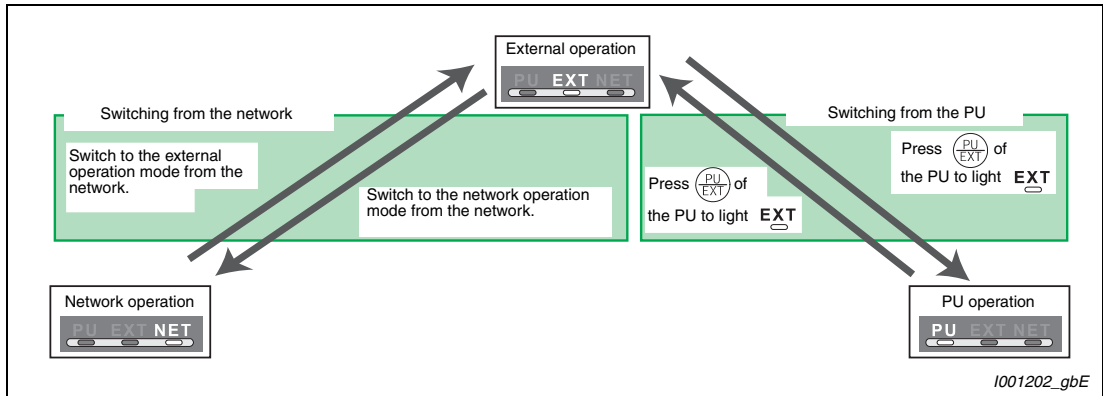 External operation
PU EXT NET
Switching from the network
Switching from the PU
Switch to the external
operation mode from the
network.
Switch to the network operation
mode from the network.
Press PU/EXT of
the PU to light EXT
Press PU/EXT of
the PU to light EXT
Network operation
PU EXT NET
PU operation
PU EXT NET
I001202_gbE